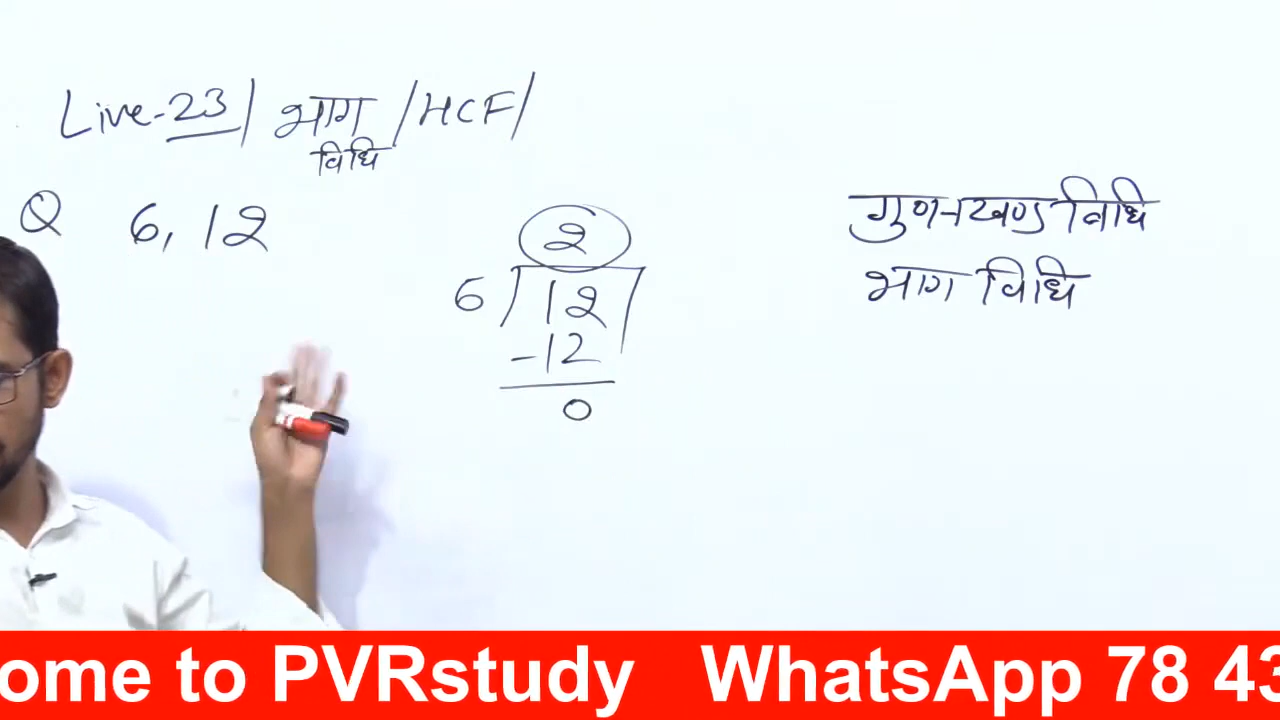 Live-23/ भाग /HCF/
विधि
Q 6, 12
2
6 12
-12
0
गुणनखण्ड विधि
भाग विधि
ome to PVRstudy WhatsApp 78 43